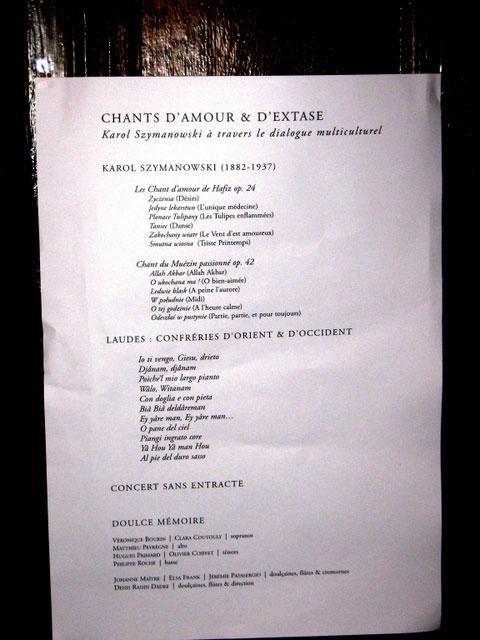 CHANTS D'AMOUR & D'EXTASE
Karol Szymanowski à travers le dialogue multiculturel
KAROL SZYMANOWSKI (1882-1937)
Les Chant d'amour de Hafiz op. 24
Życzenia (Désirs)
Jedyne lekarstwo (L'unique médecine)
Płonące Tulipany (Les Tulipes enflammées)
Taniec (Danse)
Zakochany wiatr (Le Vent d'est amoureux)
Smutna wiosna (Triste Printemps)
Chant du Muézin passionné op. 42
Allah Akbar (Allah Akbar)
O ukochana ma ! (O bien-aimée)
Ledwie blask (A peine l'aurore)
W południe (Midi)
O tej godzinie (A l'heure calme)
Odeszłaś w pustynie (Partie, partie, et pour toujours)
LAUDES : CONFRÉRIES D'ORIENT & D'OCCIDENT
Io ti vengo, Giesu, drieto
Djânam, djânam
Poiche'l mio largo pianto
Wâlo, Witanam
Con doglia e con pieta
Biâ Biâ deldâreman
Ey yâre man, Ey yâre man…
O pane del ciel
Piangi ingrato core
Yâ Hou Yâ man Hou
Al pie del duro sasso
CONCERT SANS ENTRACTE
DOULCE MÉMOIRE
VÉRONIQUE BOURIN | CLARA COUTOULY | sopranos
MATTHIEU PEYRÈGNE | alto
HUGUES PRIMARD | OLIVIER COIFFET | ténors
PHILIPPE ROCHE | basse
JOHANNE MAÎTRE | ELSA FRANK | JÉRÉMIE PAPASERGIO | doulçaines, flûtes & cromornes
DENIS RAISIN DADRE | doulçaines, flûtes & direction